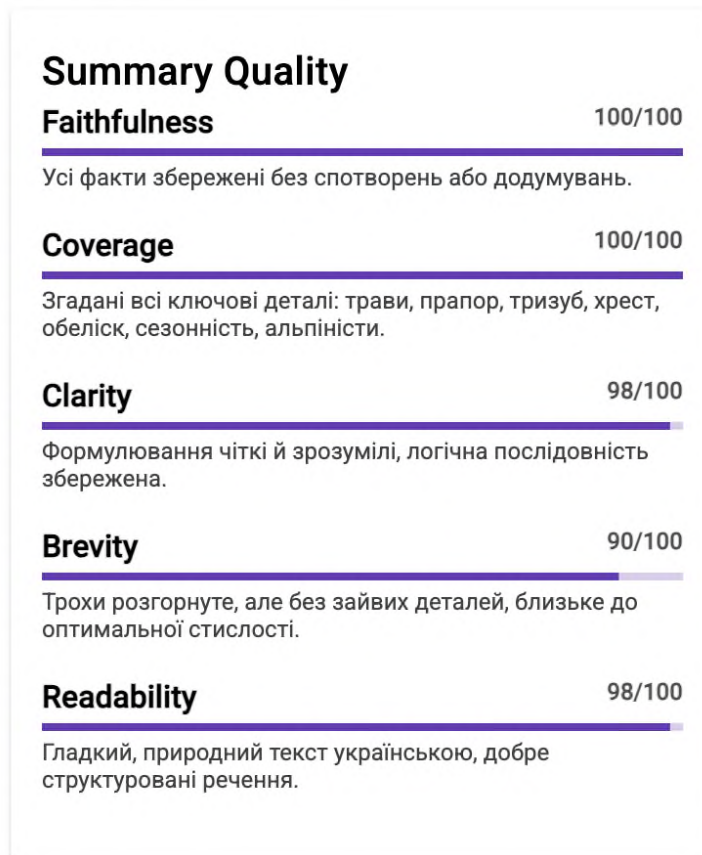 Summary Quality
Faithfulness 100/100
Усі факти збережені без спотворень або додумувань.
Coverage 100/100
Згадані всі ключові деталі: трави, прапор, тризуб, хрест,
обеліск, сезонність, альпіністи.
Clarity 98/100
Формулювання чіткі й зрозумілі, логічна послідовність
збережена.
Brevity 90/100
Трохи розгорнуте, але без зайвих деталей, близьке до
оптимальної стислості.
Readability 98/100
Гладкий, природний текст українською, добре
структуровані речення.